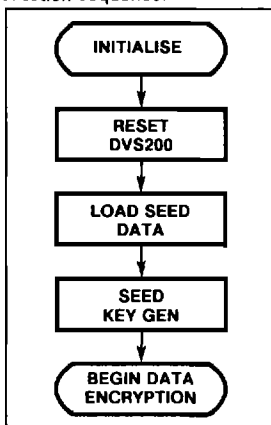 INITIALISE
RESET
DVS200
LOAD SEED
DATA
SEED
KEY GEN
BEGIN DATA
ENCRYPTION